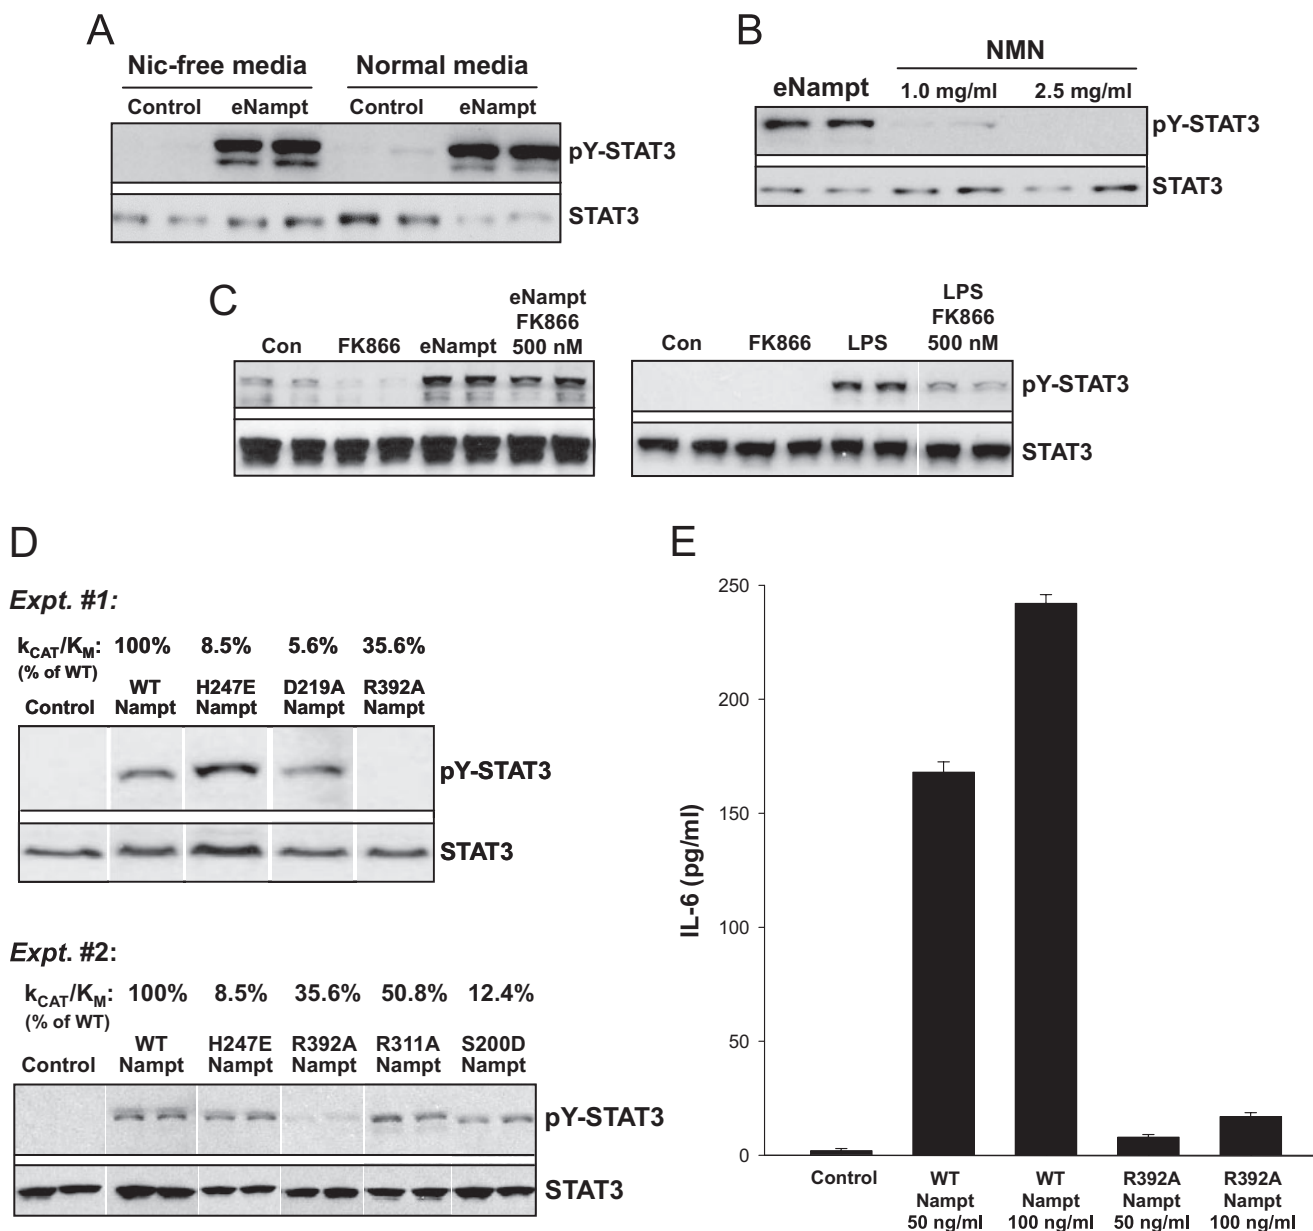 A
Nic-free media Normal media
Control eNampt Control eNampt
pY-STAT3
STAT3
B
NMN
eNampt 1.0 mg/ml 2.5 mg/ml
pY-STAT3
STAT3
C
Con FK866 eNampt eNampt FK866 500 nM
Con FK866 LPS LPS FK866 500 nM
pY-STAT3
STAT3
D
Expt. #1:
kCAT/KM: 100% 8.5% 5.6% 35.6%
(% of WT)
Control WT Nampt H247E Nampt D219A Nampt R392A Nampt
pY-STAT3
STAT3
Expt. #2:
kCAT/KM: 100% 8.5% 35.6% 50.8% 12.4%
(% of WT)
Control WT Nampt H247E Nampt R392A Nampt R311A Nampt S200D Nampt
pY-STAT3
STAT3
E
IL-6 (pg/ml)
250
200
150
100
50
0
Control WT Nampt 50 ng/ml WT Nampt 100 ng/ml R392A Nampt 50 ng/ml R392A Nampt 100 ng/ml